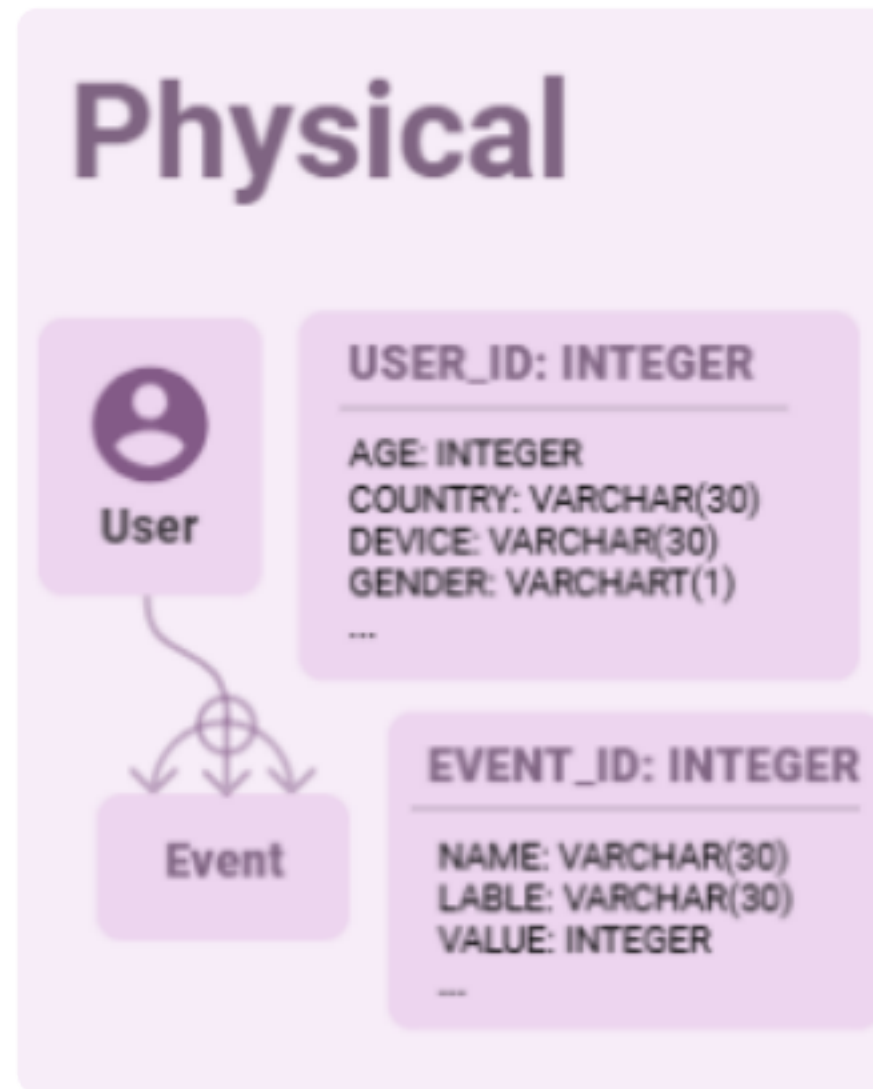 Physical
User
USER_ID: INTEGER
AGE: INTEGER
COUNTRY: VARCHAR(30)
DEVICE: VARCHAR(30)
GENDER: VARCHART(1)
...
Event
EVENT_ID: INTEGER
NAME: VARCHAR(30)
LABLE: VARCHAR(30)
VALUE: INTEGER
...